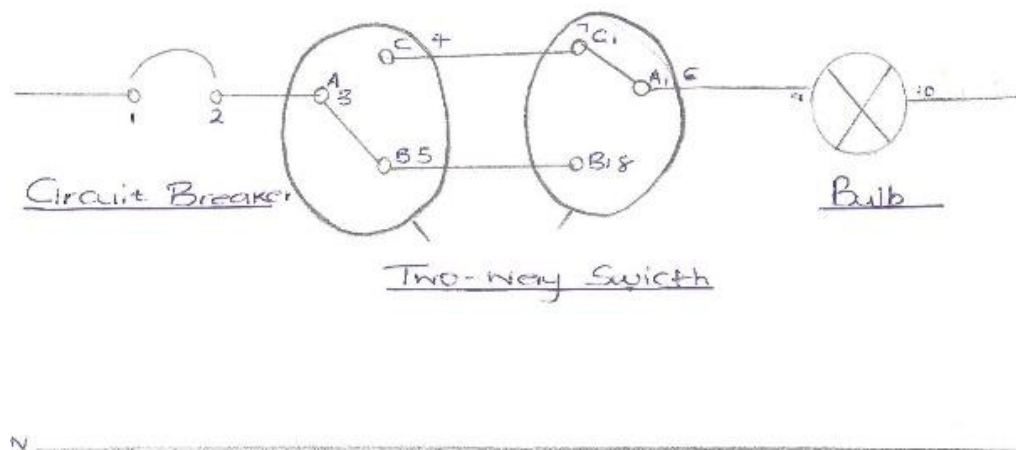 C 4
7 C1
A 3
A1 6
1
2
9
10
B 5
B1 8
Circuit Breaker
Bulb
Two-way Swicth
N